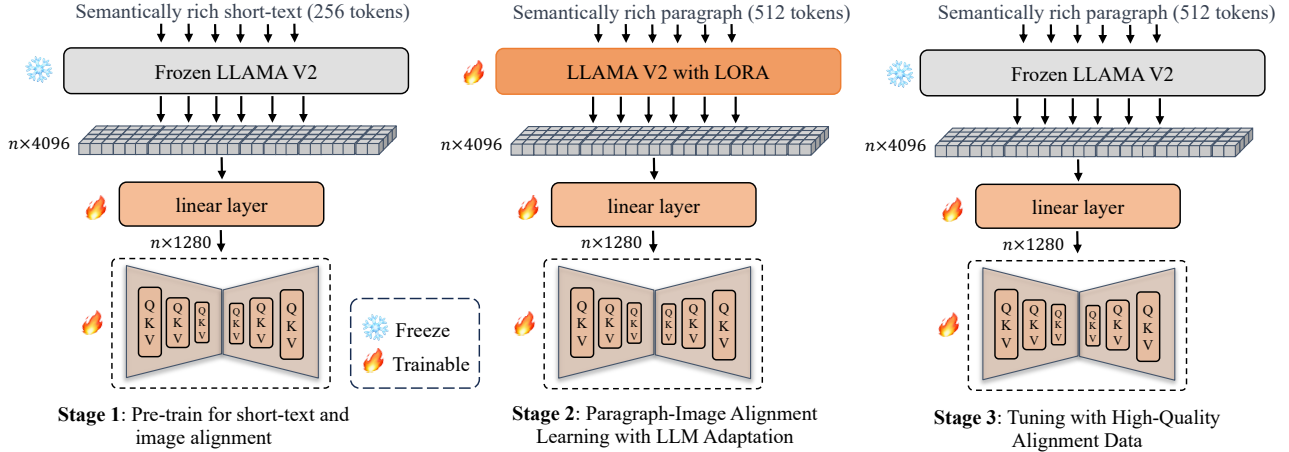 Semantically rich short-text (256 tokens)
Frozen LLAMA V2
n×4096
linear layer
n×1280
Q K V
Q K V
Q K V
Q K V
Q K V
Q K V
Stage 1: Pre-train for short-text and
image alignment
Freeze
Trainable
Semantically rich paragraph (512 tokens)
LLAMA V2 with LORA
n×4096
linear layer
n×1280
Q K V
Q K V
Q K V
Q K V
Q K V
Q K V
Stage 2: Paragraph-Image Alignment
Learning with LLM Adaptation
Semantically rich paragraph (512 tokens)
Frozen LLAMA V2
n×4096
linear layer
n×1280
Q K V
Q K V
Q K V
Q K V
Q K V
Q K V
Stage 3: Tuning with High-Quality
Alignment Data